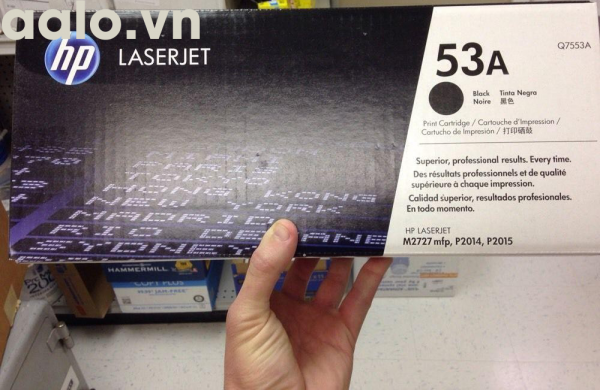 aalo.vn
hp LASERJET
53A
Q7553A
Black Tinta Negra
Noire 黑色
Print Cartridge / Cartouche d'Impression /
Cartucho de Impresión / 打印硒鼓
Superior, professional results. Every time.
Des résultats professionnels et de qualité
supérieure à chaque impression.
Calidad superior, resultados profesionales.
En todo momento.
HP LASERJET
M2727 mfp, P2014, P2015
PARIS
TOKYO
HONG KONG
NEW YORK
MADRID
RIO
HAMMERMILL
COPY PLUS